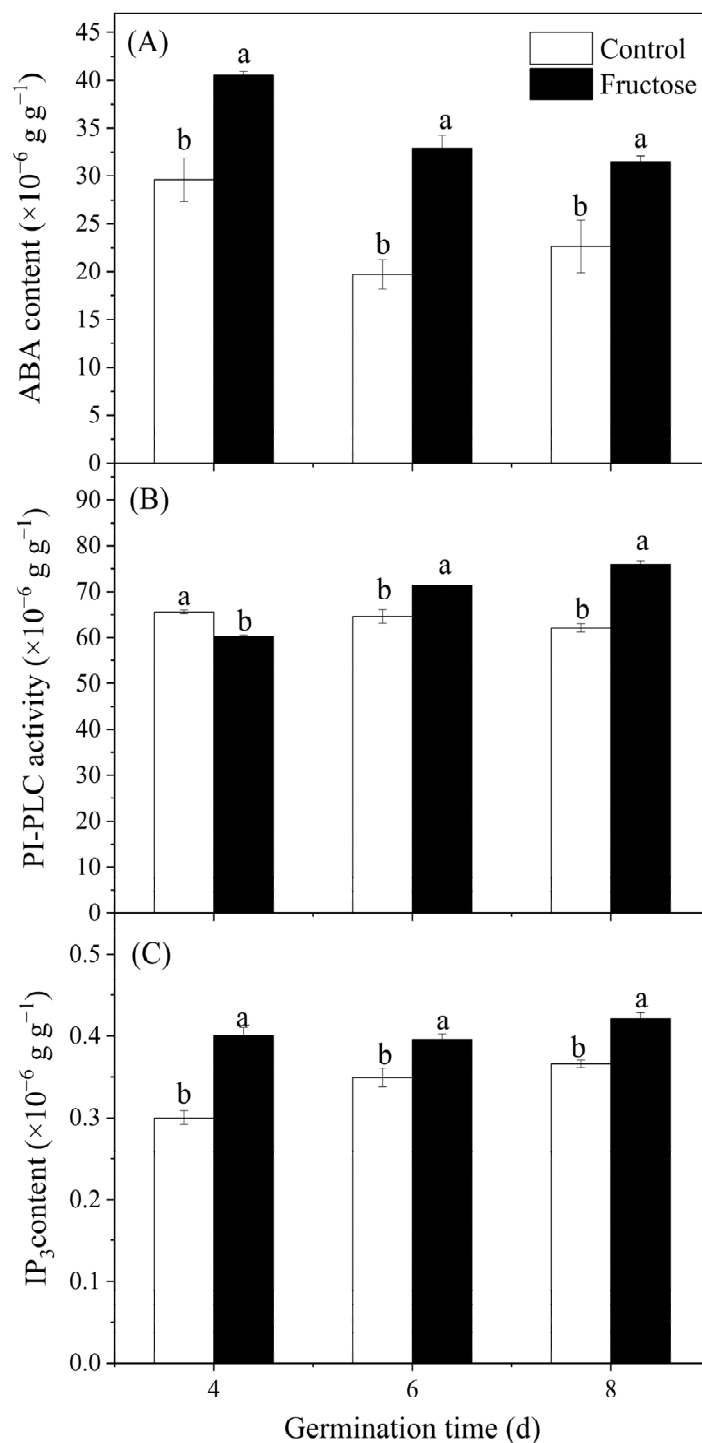 (A)
Control
Fructose
45
40
35
30
25
20
15
10
5
0
ABA content (×10⁻⁶ g g⁻¹)
b a b a b a
(B)
90
80
70
60
50
40
30
20
10
0
PI-PLC activity (×10⁻⁶ g g⁻¹)
a b b a b a
(C)
0.5
0.4
0.3
0.2
0.1
0.0
IP₃content (×10⁻⁶ g g⁻¹)
b a b a b a
4 6 8
Germination time (d)